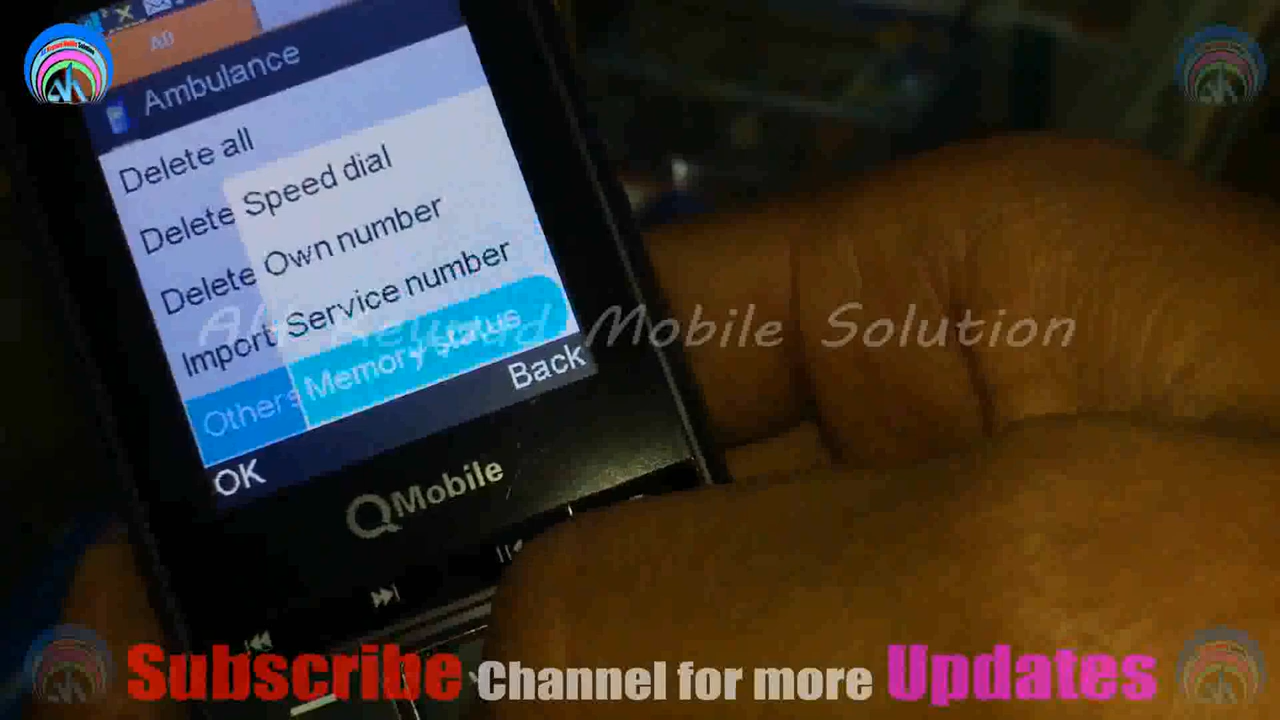 All
Ambulance
Delete all
Delete
Delete
Import
Others
Speed dial
Own number
Service number
Memory status
OK
Back
QMobile
Mobile Solution
Subscribe Channel for more Updates